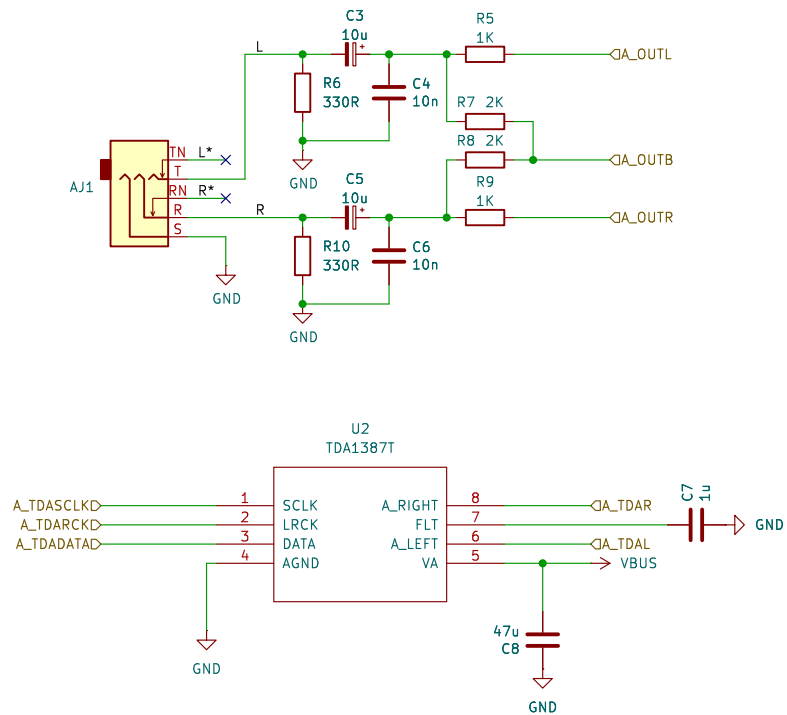 C3
10u
+
L
R5
1K
A_OUTL
R6
330R
C4
10n
GND
R7 2K
R8 2K
A_OUTB
AJ1
TN
L*
T
RN
R*
R
S
GND
C5
10u
+
R
R9
1K
A_OUTR
R10
330R
C6
10n
GND
U2
TDA1387T
A_TDASCLK
1
SCLK
A_TDARCK
2
LRCK
A_TDADATA
3
DATA
4
AGND
GND
A_RIGHT
8
A_TDAR
FLT
7
C7
1u
GND
A_LEFT
6
A_TDAL
VA
5
VBUS
47u
C8
GND